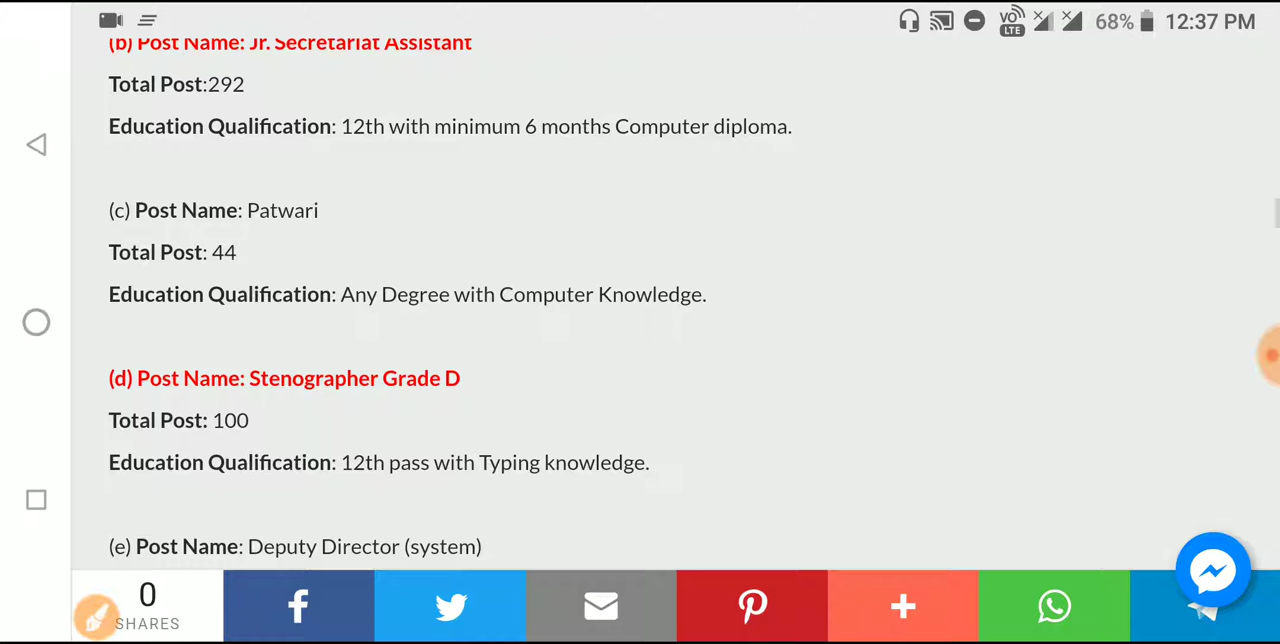 VO
LTE
68%
12:37 PM
(b) Post Name: Jr. Secretariat Assistant
Total Post:292
Education Qualification: 12th with minimum 6 months Computer diploma.
(c) Post Name: Patwari
Total Post: 44
Education Qualification: Any Degree with Computer Knowledge.
(d) Post Name: Stenographer Grade D
Total Post: 100
Education Qualification: 12th pass with Typing knowledge.
(e) Post Name: Deputy Director (system)
0
SHARES